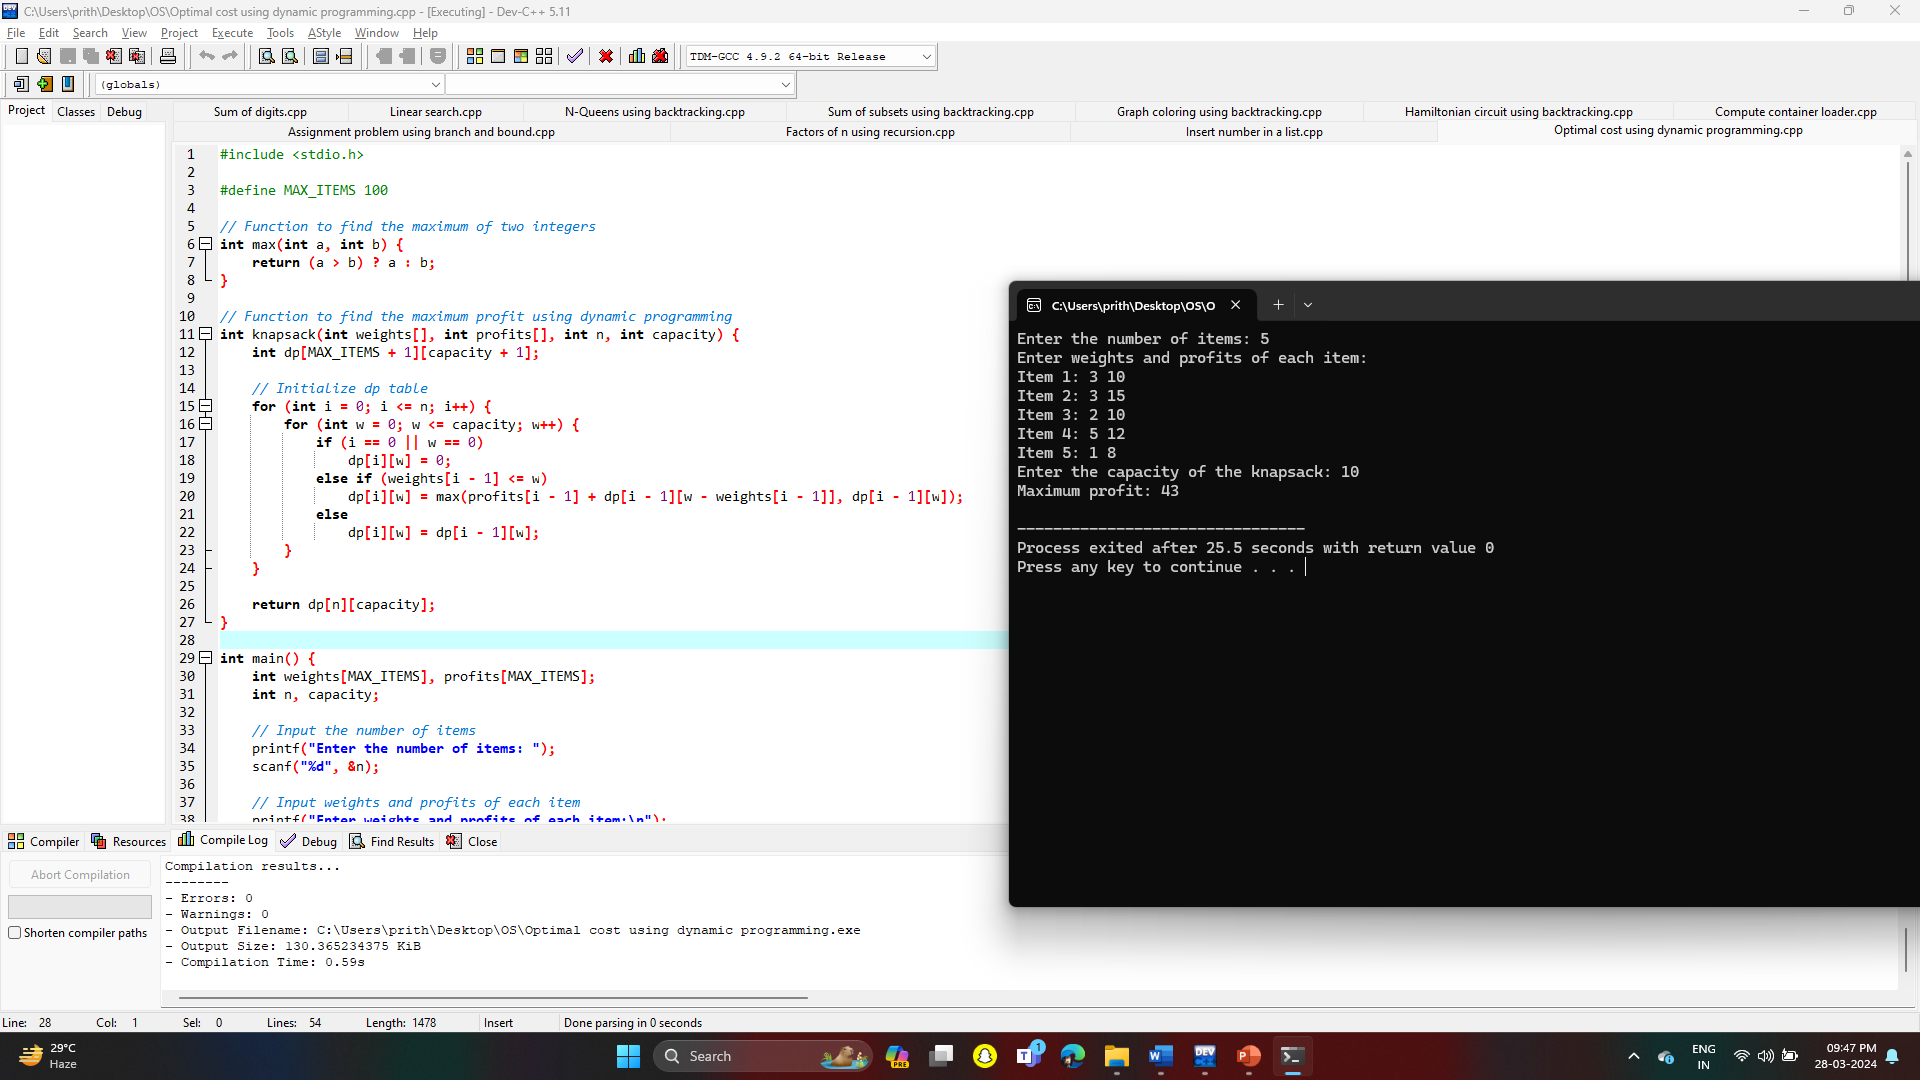 C:\Users\prith\Desktop\OS\Optimal cost using dynamic programming.cpp - [Executing] - Dev-C++ 5.11
File Edit Search View Project Execute Tools AStyle Window Help
TDM-GCC 4.9.2 64-bit Release
(globals)
Project Classes Debug
Sum of digits.cpp Linear search.cpp N-Queens using backtracking.cpp Sum of subsets using backtracking.cpp Graph coloring using backtracking.cpp Hamiltonian circuit using backtracking.cpp Compute container loader.cpp
Assignment problem using branch and bound.cpp Factors of n using recursion.cpp Insert number in a list.cpp Optimal cost using dynamic programming.cpp
1 #include <stdio.h>
2
3 #define MAX_ITEMS 100
4
5 // Function to find the maximum of two integers
6 int max(int a, int b) {
7 return (a > b) ? a : b;
8 }
9
10 // Function to find the maximum profit using dynamic programming
11 int knapsack(int weights[], int profits[], int n, int capacity) {
12 int dp[MAX_ITEMS + 1][capacity + 1];
13
14 // Initialize dp table
15 for (int i = 0; i <= n; i++) {
16 for (int w = 0; w <= capacity; w++) {
17 if (i == 0 || w == 0)
18 dp[i][w] = 0;
19 else if (weights[i - 1] <= w)
20 dp[i][w] = max(profits[i - 1] + dp[i - 1][w - weights[i - 1]], dp[i - 1][w]);
21 else
22 dp[i][w] = dp[i - 1][w];
23 }
24 }
25
26 return dp[n][capacity];
27 }
28
29 int main() {
30 int weights[MAX_ITEMS], profits[MAX_ITEMS];
31 int n, capacity;
32
33 // Input the number of items
34 printf("Enter the number of items: ");
35 scanf("%d", &n);
36
37 // Input weights and profits of each item
38 printf("Enter weights and profits of each item:\n");
C:\Users\prith\Desktop\OS\O
Enter the number of items: 5
Enter weights and profits of each item:
Item 1: 3 10
Item 2: 3 15
Item 3: 2 10
Item 4: 5 12
Item 5: 1 8
Enter the capacity of the knapsack: 10
Maximum profit: 43
--------------------------------
Process exited after 25.5 seconds with return value 0
Press any key to continue . . .
Compiler Resources Compile Log Debug Find Results Close
Abort Compilation
Shorten compiler paths
Compilation results...
--------
- Errors: 0
- Warnings: 0
- Output Filename: C:\Users\prith\Desktop\OS\Optimal cost using dynamic programming.exe
- Output Size: 130.365234375 KiB
- Compilation Time: 0.59s
Line: 28 Col: 1 Sel: 0 Lines: 54 Length: 1478 Insert Done parsing in 0 seconds
29°C
Haze
Search
PRE
1
DEV
ENG
IN
09:47 PM
28-03-2024